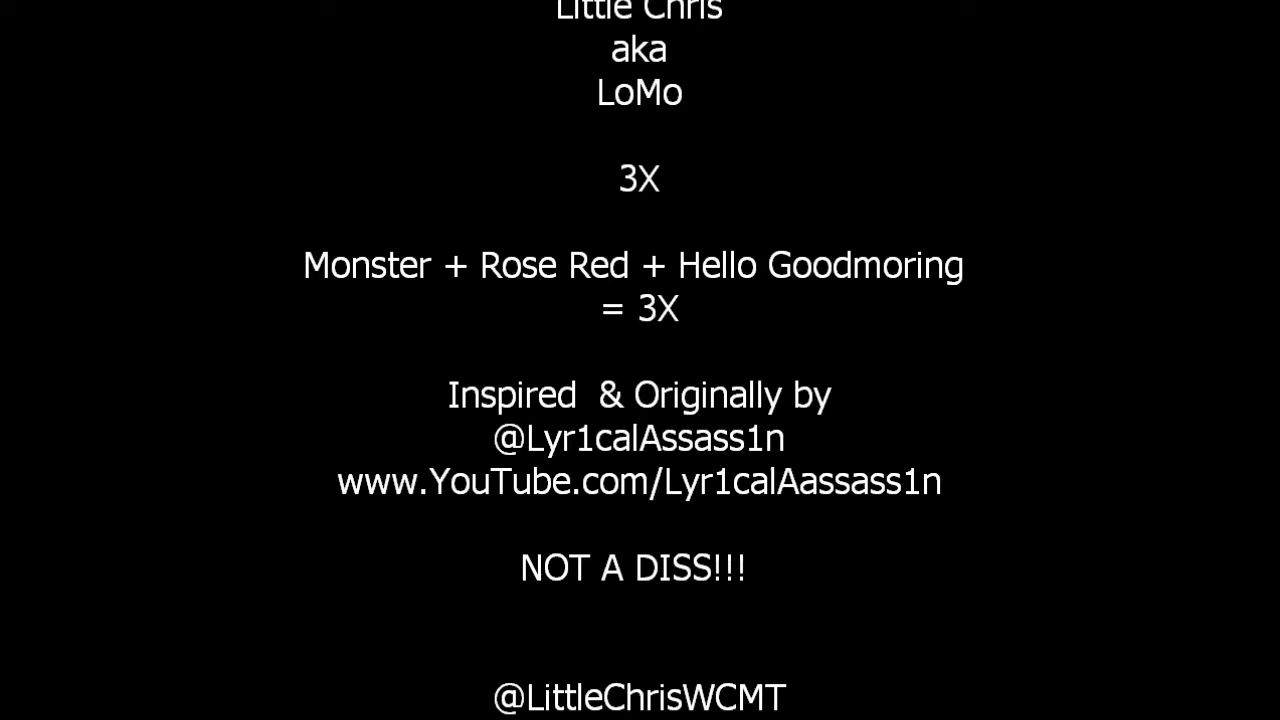 Little Chris
aka
LoMo
3X
Monster + Rose Red + Hello Goodmoring
= 3X
Inspired  & Originally by
@Lyr1calAssass1n
www.YouTube.com/Lyr1calAassass1n
NOT A DISS!!!
@LittleChrisWCMT